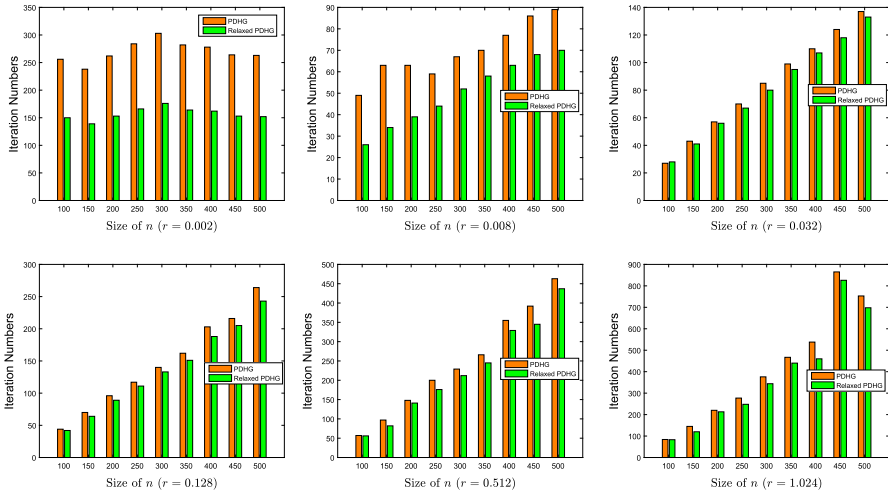 350
300
250
200
150
100
50
0
Iteration Numbers
PDHG
Relaxed PDHG
100 150 200 250 300 350 400 450 500
Size of n (r = 0.002)
90
80
70
60
50
40
30
20
10
0
Iteration Numbers
PDHG
Relaxed PDHG
100 150 200 250 300 350 400 450 500
Size of n (r = 0.008)
140
120
100
80
60
40
20
0
Iteration Numbers
PDHG
Relaxed PDHG
100 150 200 250 300 350 400 450 500
Size of n (r = 0.032)
300
250
200
150
100
50
0
Iteration Numbers
PDHG
Relaxed PDHG
100 150 200 250 300 350 400 450 500
Size of n (r = 0.128)
500
450
400
350
300
250
200
150
100
50
0
Iteration Numbers
PDHG
Relaxed PDHG
100 150 200 250 300 350 400 450 500
Size of n (r = 0.512)
900
800
700
600
500
400
300
200
100
0
Iteration Numbers
PDHG
Relaxed PDHG
100 150 200 250 300 350 400 450 500
Size of n (r = 1.024)